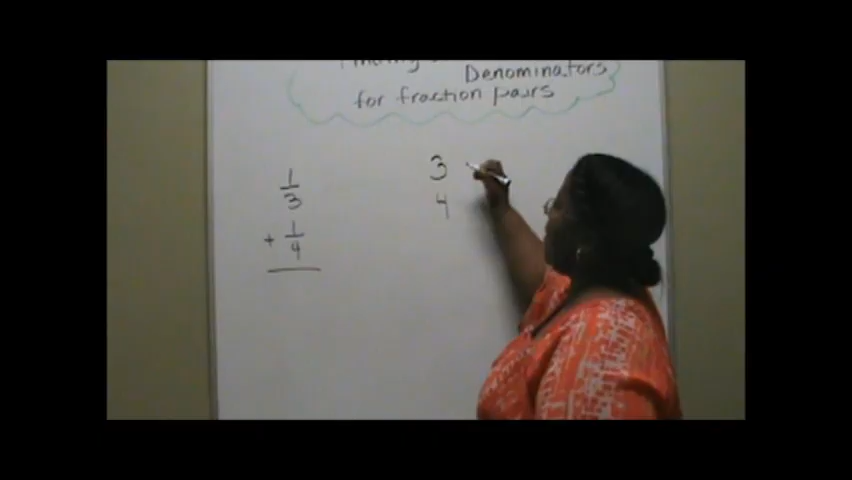 Denominators
for fraction pairs
1/3
+ 1/4
3
4